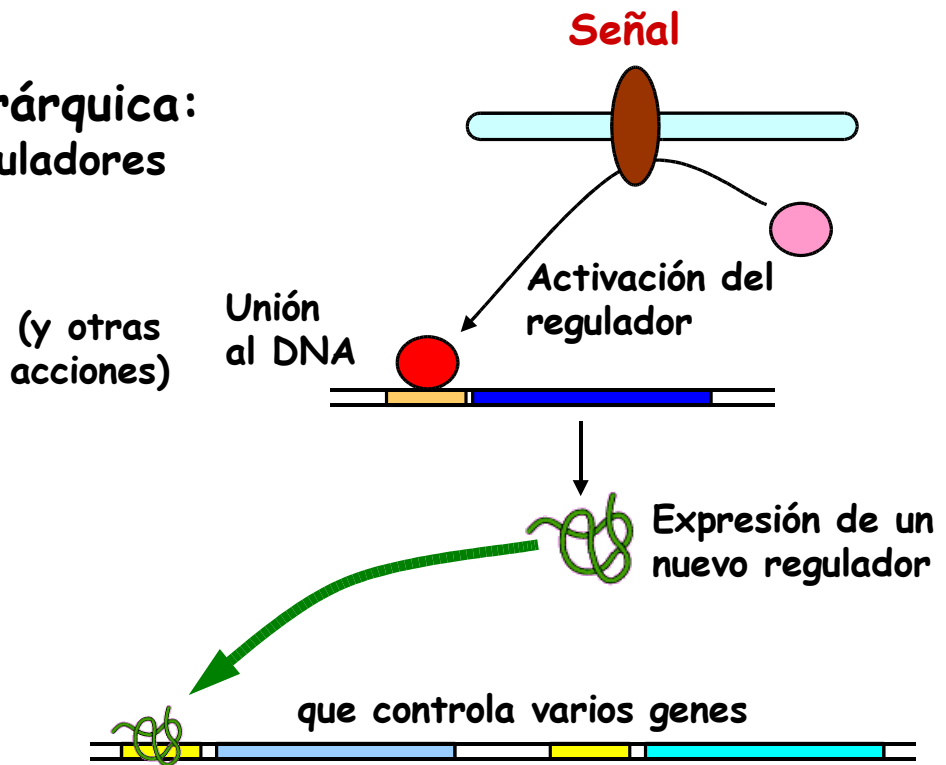 Señal
rárquica:
uladores
Activación del
regulador
Unión
al DNA
(y otras
acciones)
Expresión de un
nuevo regulador
que controla varios genes